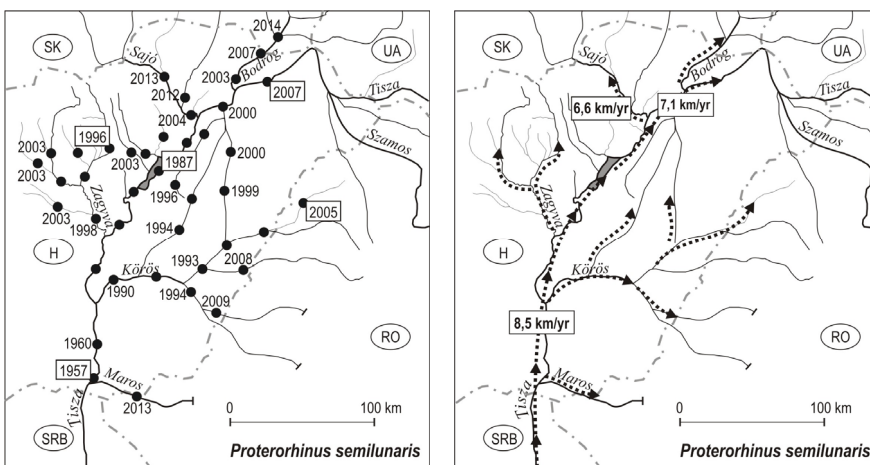 2014
SK
Sajó
2007
UA
Bodrog
2013
2003
2012
2007
Tisza
2004
2000
Szamos
1996
2003
2003
1987
2000
2003
1996
1999
Zagyva
2003
1998
1994
2005
H
1993
2008
Körös
1990
1994
2009
RO
1960
1957
Maros
2013
Tisza
0
100 km
SRB
Proterorhinus semilunaris
SK
Sajó
UA
Bodrog
6,6 km/yr
7,1 km/yr
Tisza
Szamos
Zagyva
H
Körös
8,5 km/yr
RO
Maros
Tisza
0
100 km
SRB
Proterorhinus semilunaris